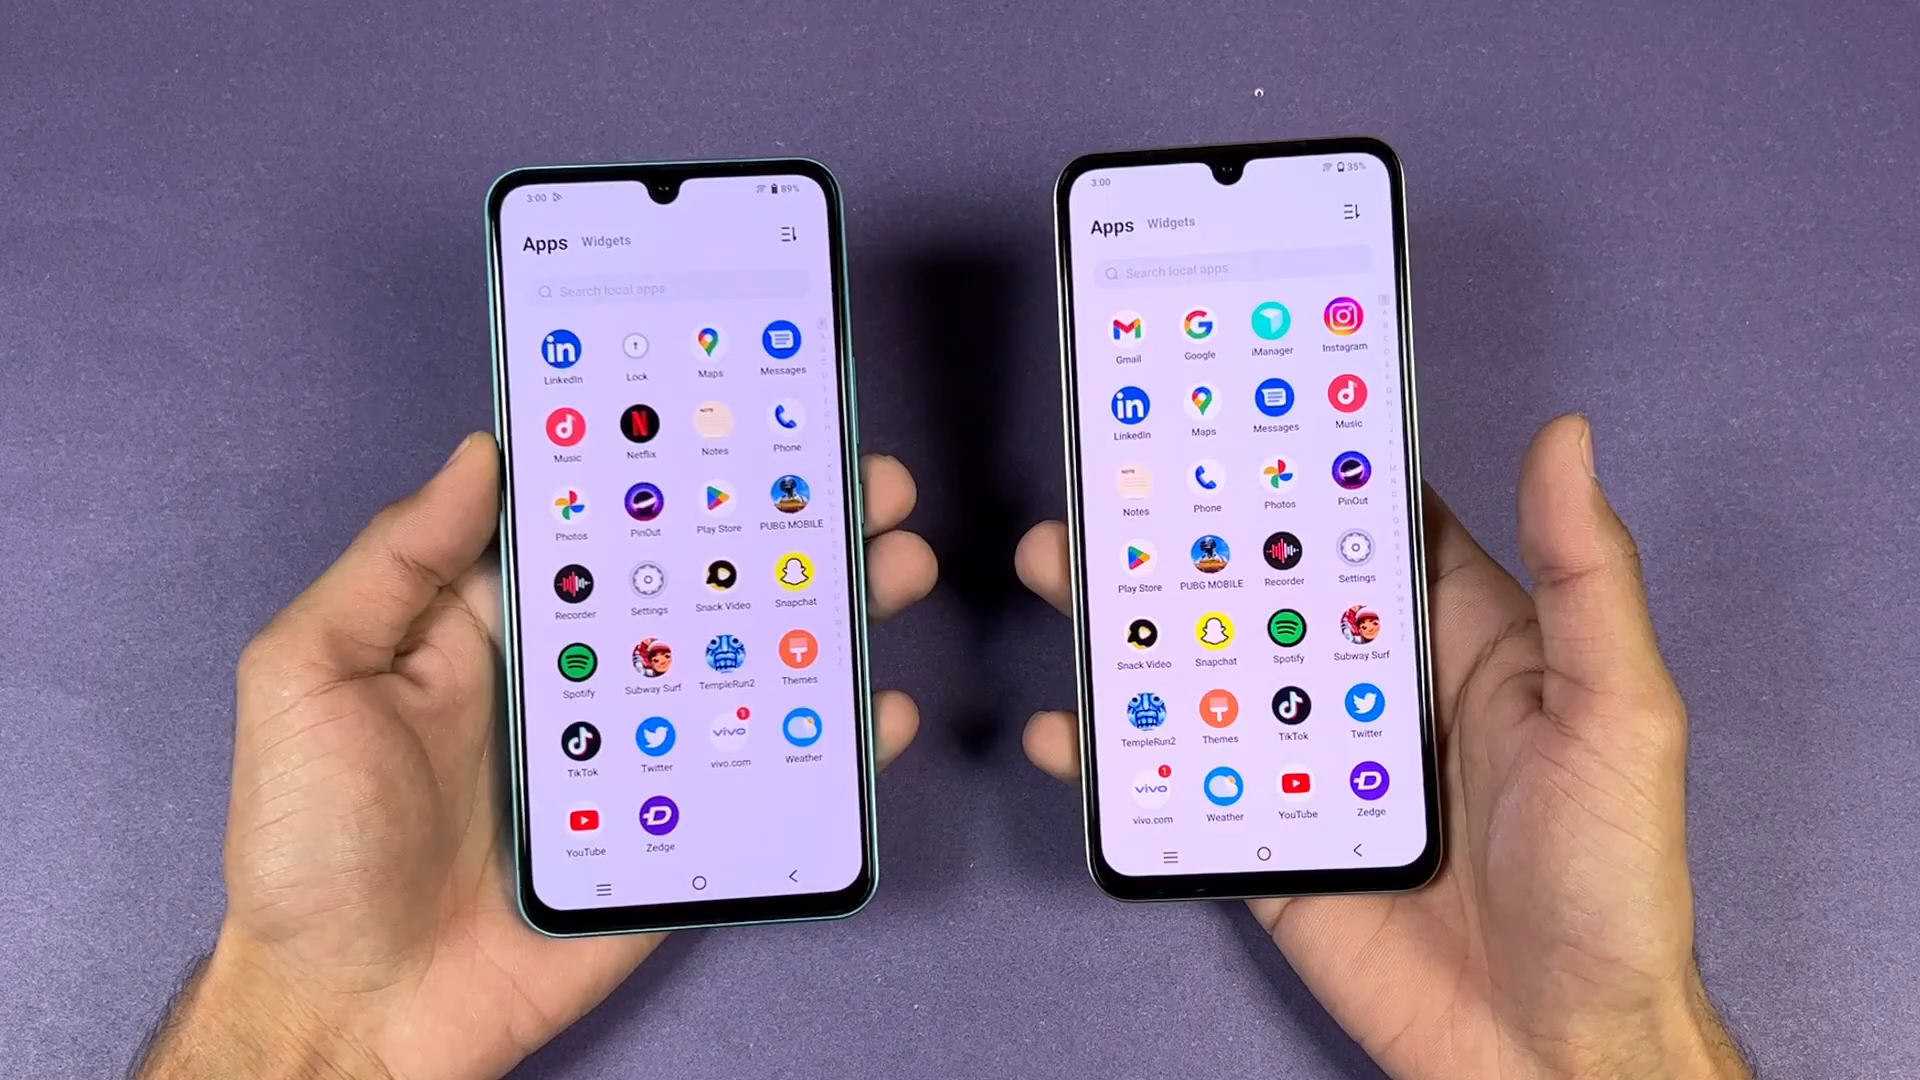 3:00
89%
Apps Widgets
Search local apps
LinkedIn Lock Maps Messages
NOTE
Music Netflix Notes Phone
Photos PinOut Play Store PUBG MOBILE
Recorder Settings Snack Video Snapchat
Spotify Subway Surf TempleRun2 Themes
1
vivo
TikTok Twitter vivo.com Weather
YouTube Zedge
3:00
35%
Apps Widgets
Search local apps
Gmail Google iManager Instagram
LinkedIn Maps Messages Music
NOTE
Notes Phone Photos PinOut
Play Store PUBG MOBILE Recorder Settings
Snack Video Snapchat Spotify Subway Surf
TempleRun2 Themes TikTok Twitter
1
vivo
vivo.com Weather YouTube Zedge